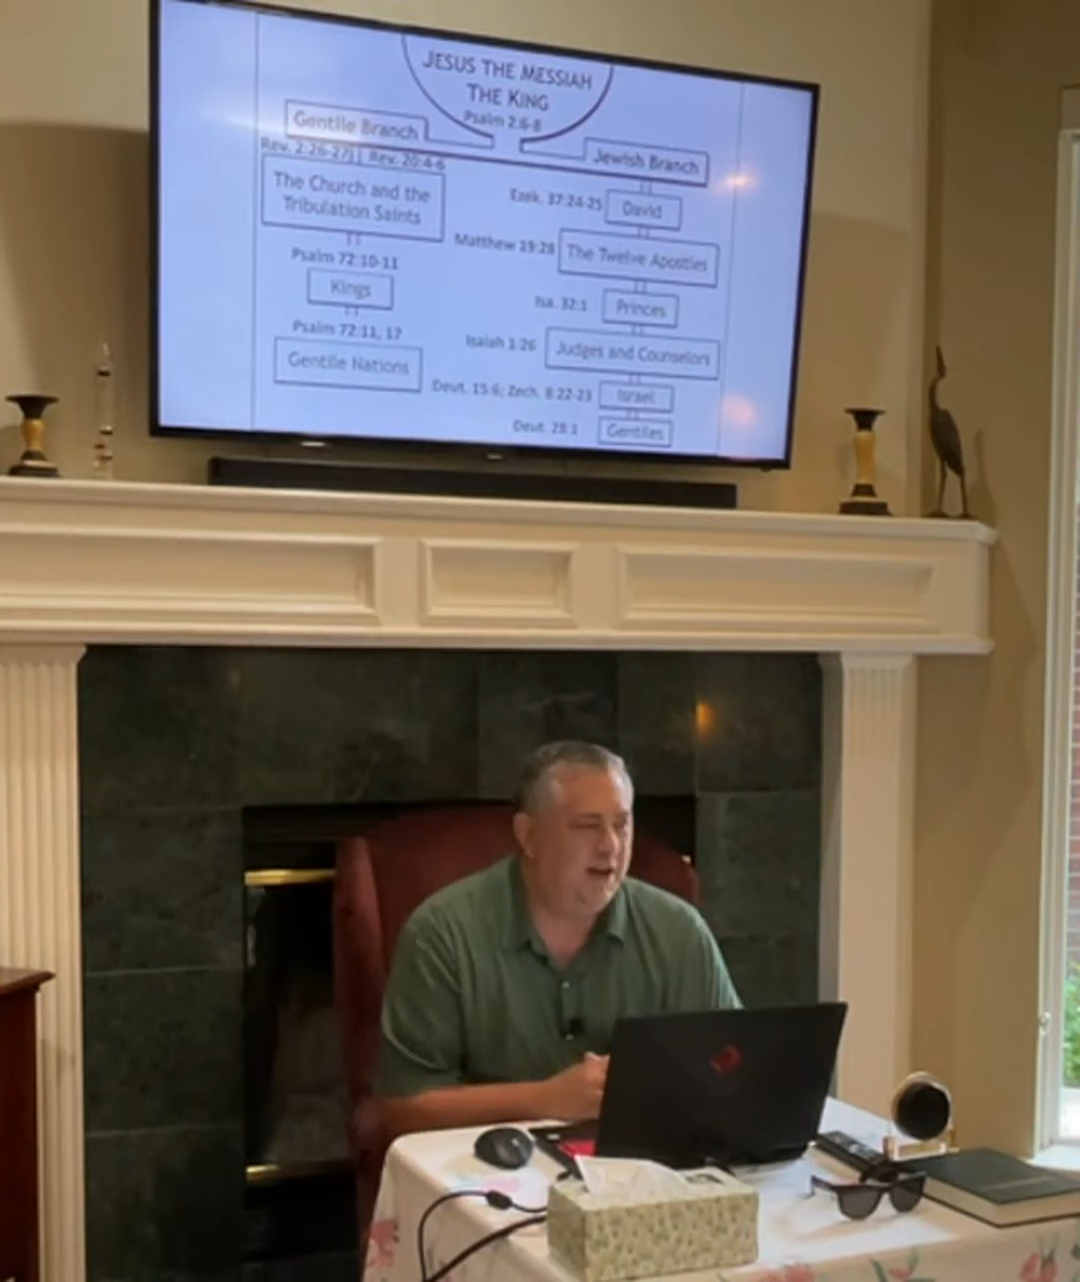 JESUS THE MESSIAH
THE KING
Psalm 2:6-8
Gentile Branch
Rev. 2:26-27 | Rev. 20:4-6
The Church and the
Tribulation Saints
Psalm 72:10-11
Kings
Psalm 72:11, 17
Gentile Nations
Jewish Branch
Ezek. 37:24-25
David
Matthew 19:28
The Twelve Apostles
Isa. 32:1
Princes
Isaiah 1:26
Judges and Counselors
Deut. 15:6; Zech. 8:22-23
Israel
Deut. 28:1
Gentiles